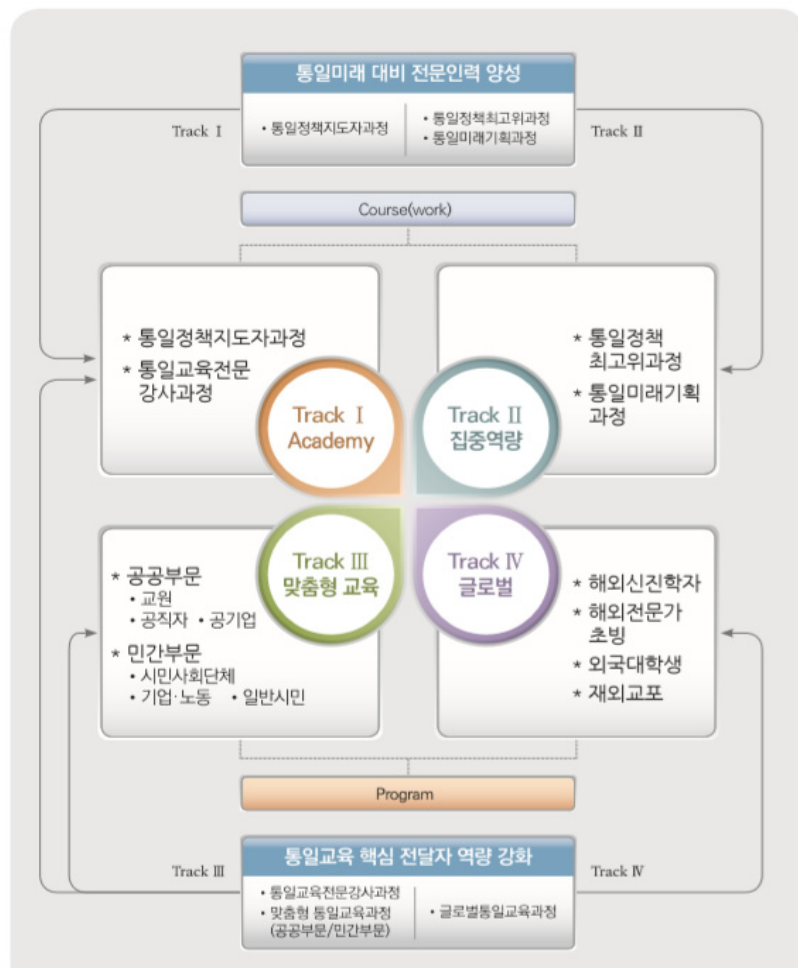 통일미래 대비 전문인력 양성
Track Ⅰ
• 통일정책지도자과정
• 통일정책최고위과정
• 통일미래기획과정
Track Ⅱ
Course(work)
* 통일정책지도자과정
* 통일교육전문
강사과정
* 통일정책
최고위과정
* 통일미래기획
과정
Track Ⅰ
Academy
Track Ⅱ
집중역량
Track Ⅲ
맞춤형 교육
Track Ⅳ
글로벌
* 공공부문
• 교원
• 공직자 • 공기업
* 민간부문
• 시민사회단체
• 기업·노동 • 일반시민
* 해외신진학자
* 해외전문가
초빙
* 외국대학생
* 재외교포
Program
통일교육 핵심 전달자 역량 강화
Track Ⅲ
• 통일교육전문강사과정
• 맞춤형 통일교육과정
(공공부문/민간부문)
• 글로벌통일교육과정
Track Ⅳ